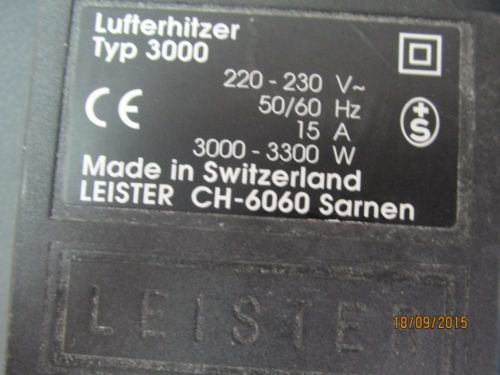 Lufterhitzer
Typ 3000
220 - 230 V~
50/60 Hz
15 A
3000 - 3300 W
CE
+S
Made in Switzerland
LEISTER CH-6060 Sarnen
LEISTER
18/09/2015